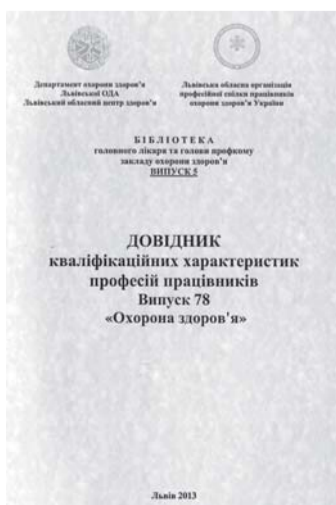 Департамент охорони здоров'я
Львівської ОДА
Львівський обласний центр здоров'я
Львівська обласна організація
професійної спілки працівників
охорони здоров'я України
БІБЛІОТЕКА
головного лікаря та голови профкому
закладу охорони здоров'я
ВИПУСК 5
ДОВІДНИК
кваліфікаційних характеристик
професій працівників
Випуск 78
«Охорона здоров'я»
Львів 2013